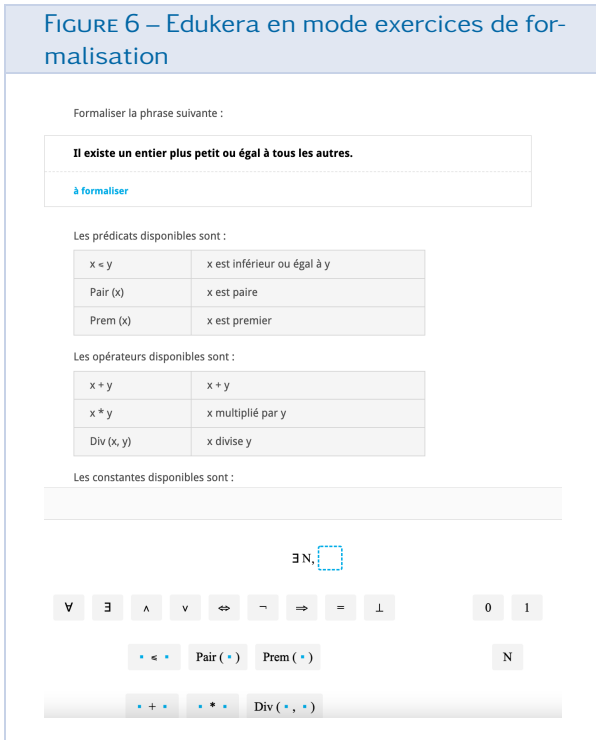 FIGURE 6 – Edukera en mode exercices de for-
malisation
Formaliser la phrase suivante :
Il existe un entier plus petit ou égal à tous les autres.
à formaliser
Les prédicats disponibles sont :
x ⩽ y x est inférieur ou égal à y
Pair (x) x est paire
Prem (x) x est premier
Les opérateurs disponibles sont :
x + y x + y
x * y x multiplié par y
Div (x, y) x divise y
Les constantes disponibles sont :
∃ N,
∀ ∃ ∧ ∨ ⇔ ¬ ⇒ = ⊥ 0 1
▪ ⩽ ▪ Pair ( ▪ ) Prem ( ▪ ) N
▪ + ▪ ▪ * ▪ Div ( ▪ , ▪ )